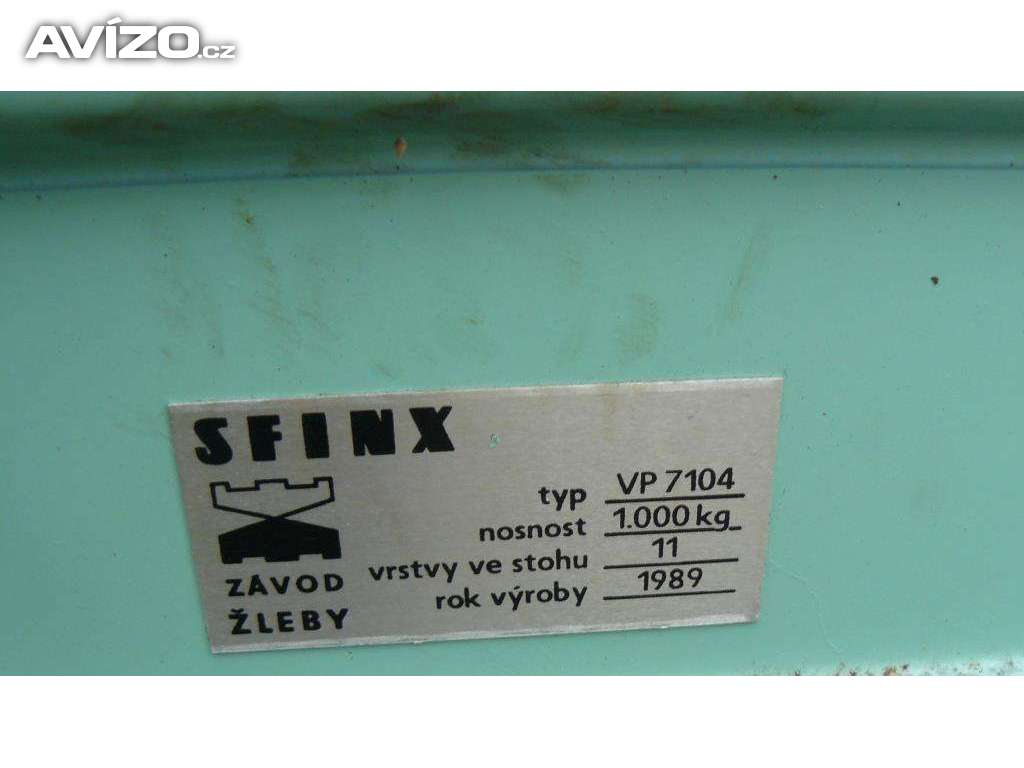 AVÍZO.cz
SFINX
ZÁVOD
ŽLEBY
typ VP 7104
nosnost 1.000 kg
vrstvy ve stohu 11
rok výroby 1989